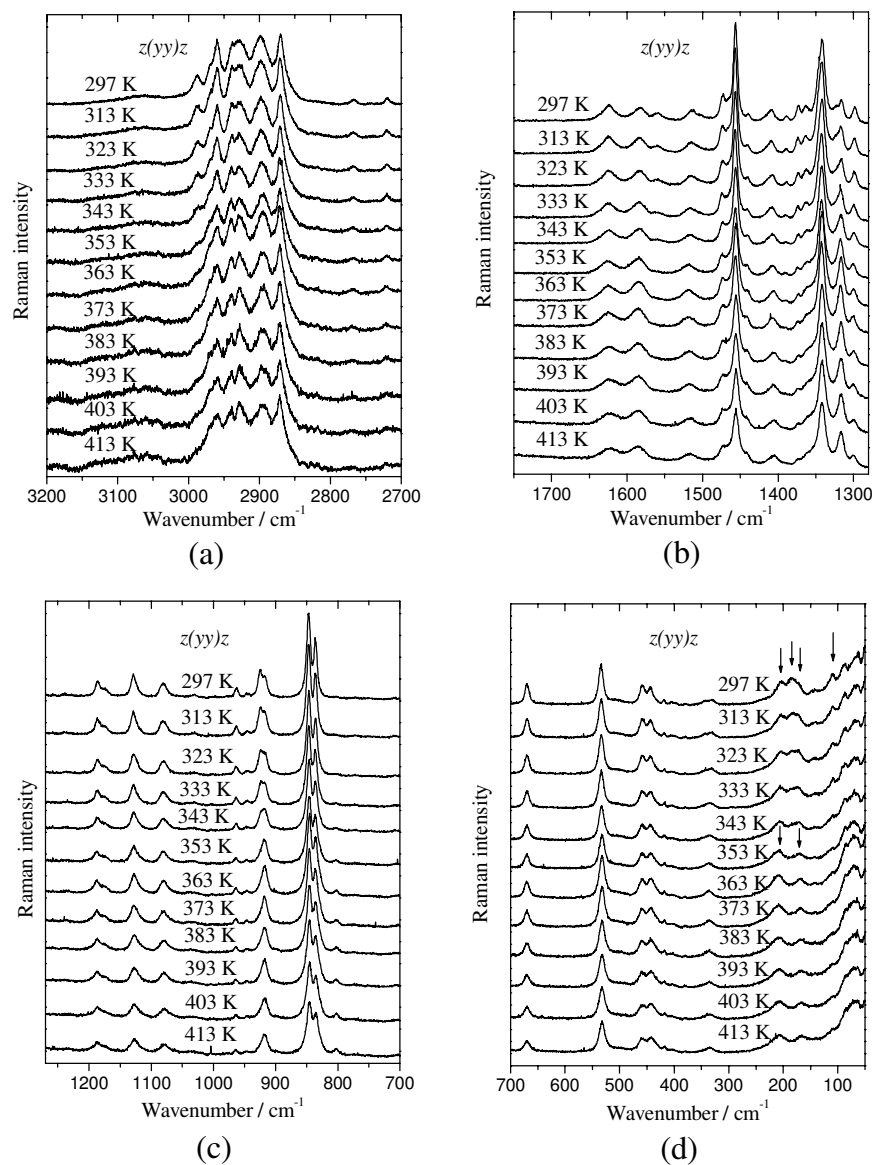 z(yy)z
297 K
313 K
323 K
333 K
343 K
353 K
363 K
373 K
383 K
393 K
403 K
413 K
Raman intensity
3200 3100 3000 2900 2800 2700
Wavenumber / cm-1
(a)
z(yy)z
297 K
313 K
323 K
333 K
343 K
353 K
363 K
373 K
383 K
393 K
403 K
413 K
Raman intensity
1700 1600 1500 1400 1300
Wavenumber / cm-1
(b)
z(yy)z
297 K
313 K
323 K
333 K
343 K
353 K
363 K
373 K
383 K
393 K
403 K
413 K
Raman intensity
1200 1100 1000 900 800 700
Wavenumber / cm-1
(c)
z(yy)z
297 K
313 K
323 K
333 K
343 K
353 K
363 K
373 K
383 K
393 K
403 K
413 K
Raman intensity
700 600 500 400 300 200 100
Wavenumber / cm-1
(d)